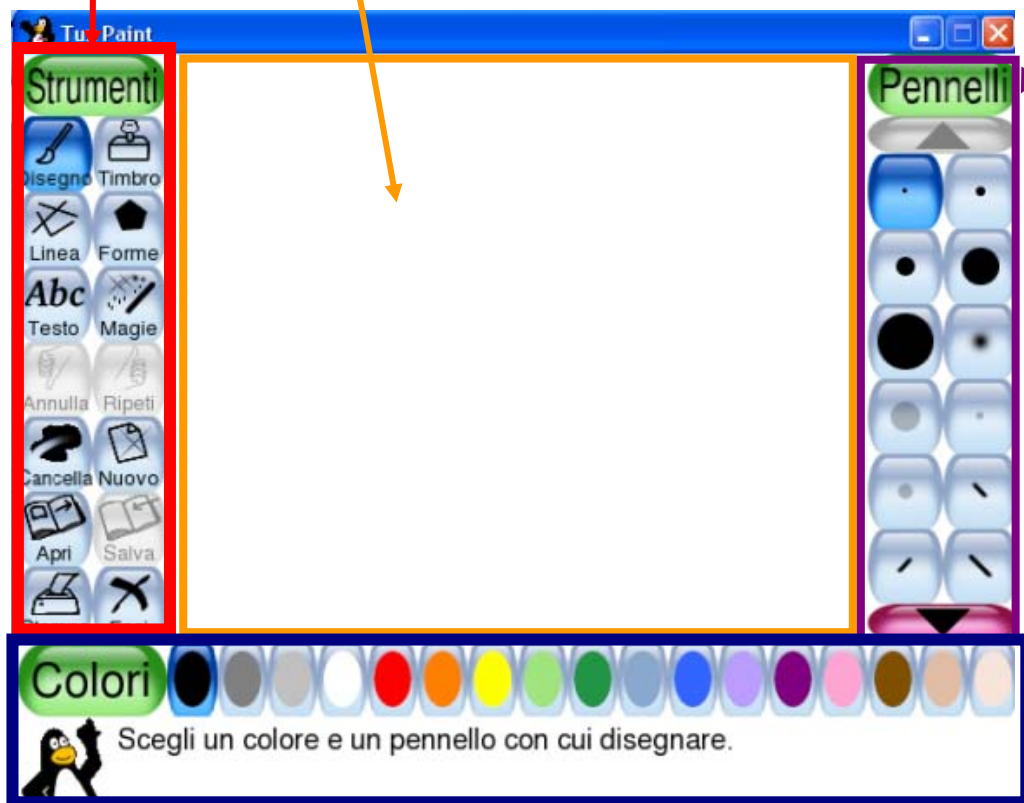 Tux Paint
Strumenti
Pennelli
Disegno Timbro
Linea Forme
Abc
Testo Magie
Annulla Ripeti
Cancella Nuovo
Apri Salva
Colori
Scegli un colore e un pennello con cui disegnare.